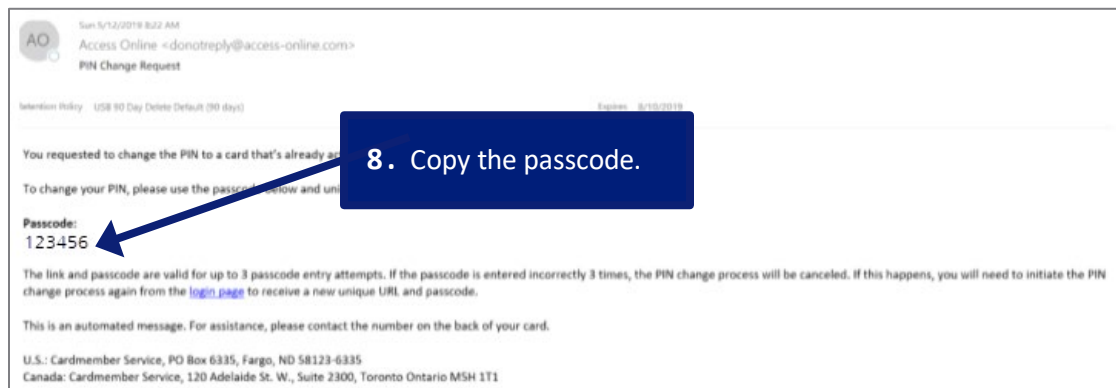 Sun 5/12/2019 8:22 AM
AO
Access Online <donotreply@access-online.com>
PIN Change Request
Retention Policy USB 90 Day Delete Default (90 days)
Expires 8/10/2019
You requested to change the PIN to a card that's already
8. Copy the passcode.
To change your PIN, please use the passcode below and
Passcode:
123456
The link and passcode are valid for up to 3 passcode entry attempts. If the passcode is entered incorrectly 3 times, the PIN change process will be canceled. If this happens, you will need to initiate the PIN
change process again from the login page to receive a new unique URL and passcode.
This is an automated message. For assistance, please contact the number on the back of your card.
U.S.: Cardmember Service, PO Box 6335, Fargo, ND 58123-6335
Canada: Cardmember Service, 120 Adelaide St. W., Suite 2300, Toronto Ontario M5H 1T1